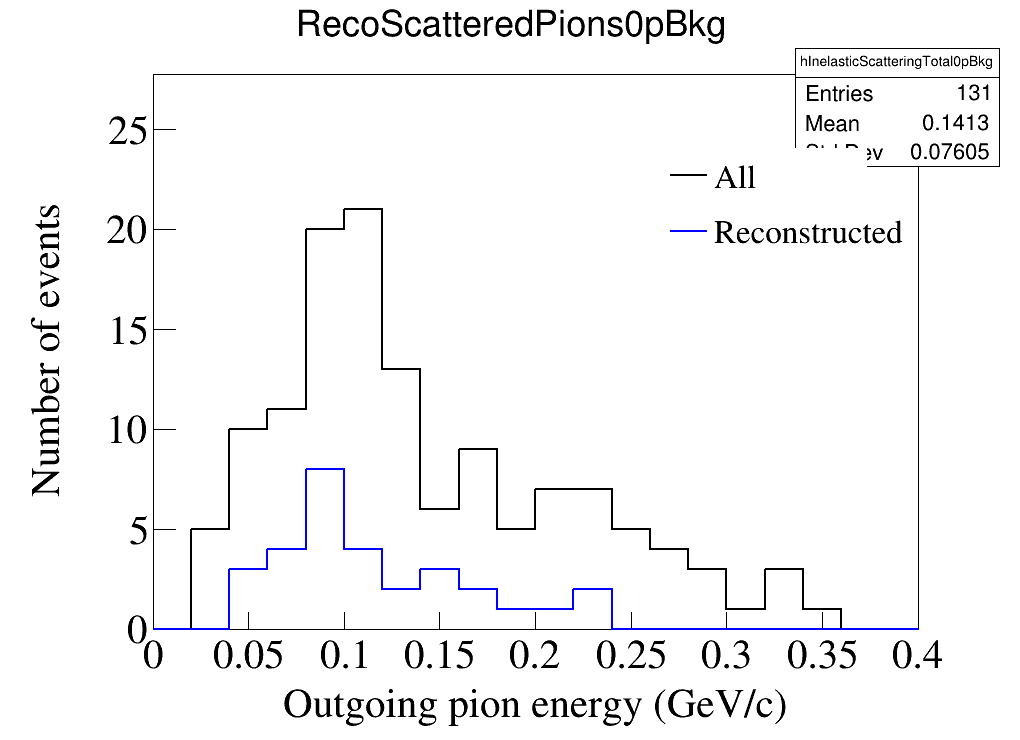 RecoScatteredPions0pBkg
hInelasticScatteringTotal0pBkg
Entries 131
Mean 0.1413
0.07605
All
Reconstructed
Number of events
25
20
15
10
5
0
0 0.05 0.1 0.15 0.2 0.25 0.3 0.35 0.4
Outgoing pion energy (GeV/c)